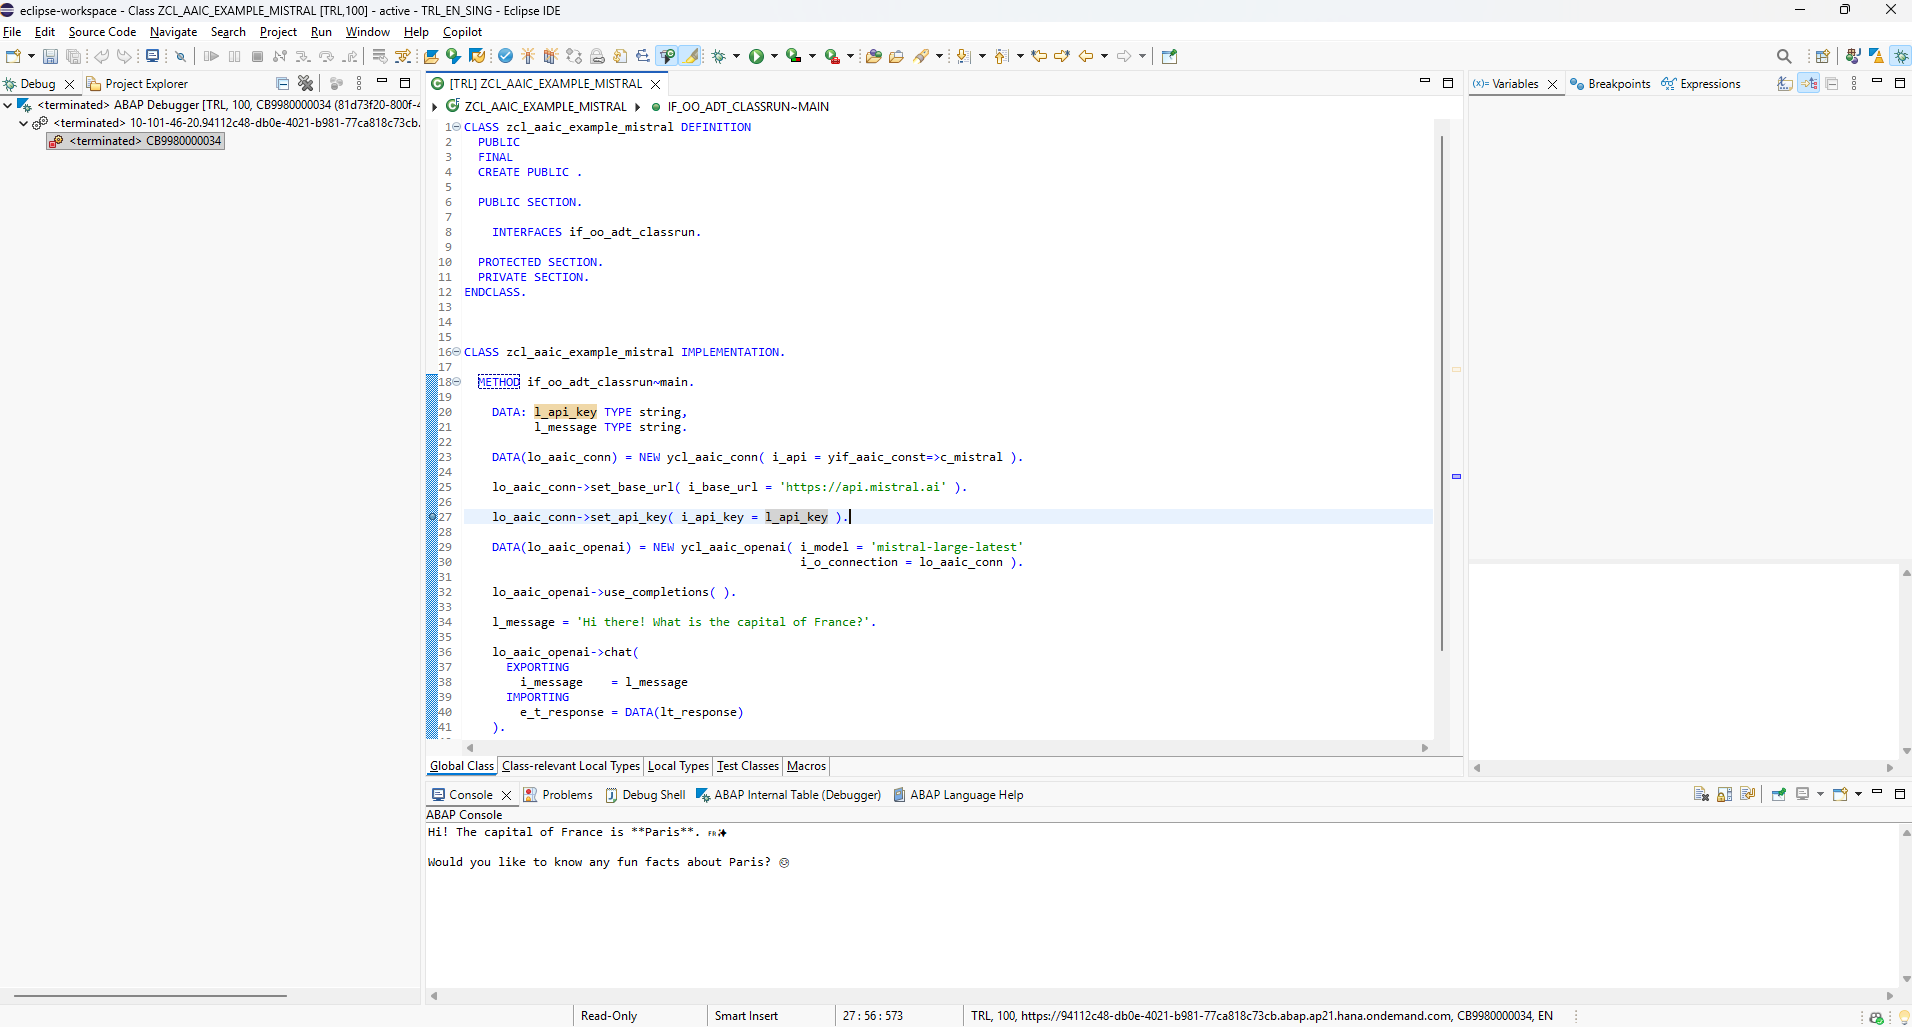 eclipse-workspace - Class ZCL_AAIC_EXAMPLE_MISTRAL [TRL,100] - active - TRL_EN_SING - Eclipse IDE
File Edit Source Code Navigate Search Project Run Window Help Copilot
Debug Project Explorer
<terminated> ABAP Debugger [TRL, 100, CB9980000034 (81d73f20-800f-4
<terminated> 10-101-46-20.94112c48-db0e-4021-b981-77ca818c73cb.
<terminated> CB9980000034
[TRL] ZCL_AAIC_EXAMPLE_MISTRAL
ZCL_AAIC_EXAMPLE_MISTRAL IF_OO_ADT_CLASSRUN~MAIN
1 CLASS zcl_aaic_example_mistral DEFINITION
2 PUBLIC
3 FINAL
4 CREATE PUBLIC .
5
6 PUBLIC SECTION.
7
8 INTERFACES if_oo_adt_classrun.
9
10 PROTECTED SECTION.
11 PRIVATE SECTION.
12 ENDCLASS.
13
14
15
16 CLASS zcl_aaic_example_mistral IMPLEMENTATION.
17
18 METHOD if_oo_adt_classrun~main.
19
20 DATA: l_api_key TYPE string,
21 l_message TYPE string.
22
23 DATA(lo_aaic_conn) = NEW ycl_aaic_conn( i_api = yif_aaic_const=>c_mistral ).
24
25 lo_aaic_conn->set_base_url( i_base_url = 'https://api.mistral.ai' ).
26
27 lo_aaic_conn->set_api_key( i_api_key = l_api_key ).
28
29 DATA(lo_aaic_openai) = NEW ycl_aaic_openai( i_model = 'mistral-large-latest'
30 i_o_connection = lo_aaic_conn ).
31
32 lo_aaic_openai->use_completions( ).
33
34 l_message = 'Hi there! What is the capital of France?'.
35
36 lo_aaic_openai->chat(
37 EXPORTING
38 i_message = l_message
39 IMPORTING
40 e_t_response = DATA(lt_response)
41 ).
Global Class Class-relevant Local Types Local Types Test Classes Macros
(x)= Variables Breakpoints Expressions
Console Problems Debug Shell ABAP Internal Table (Debugger) ABAP Language Help
ABAP Console
Hi! The capital of France is **Paris**. 🇫🇷✨
Would you like to know any fun facts about Paris? 😊
Read-Only Smart Insert 27 : 56 : 573 TRL, 100, https://94112c48-db0e-4021-b981-77ca818c73cb.abap.ap21.hana.ondemand.com, CB9980000034, EN